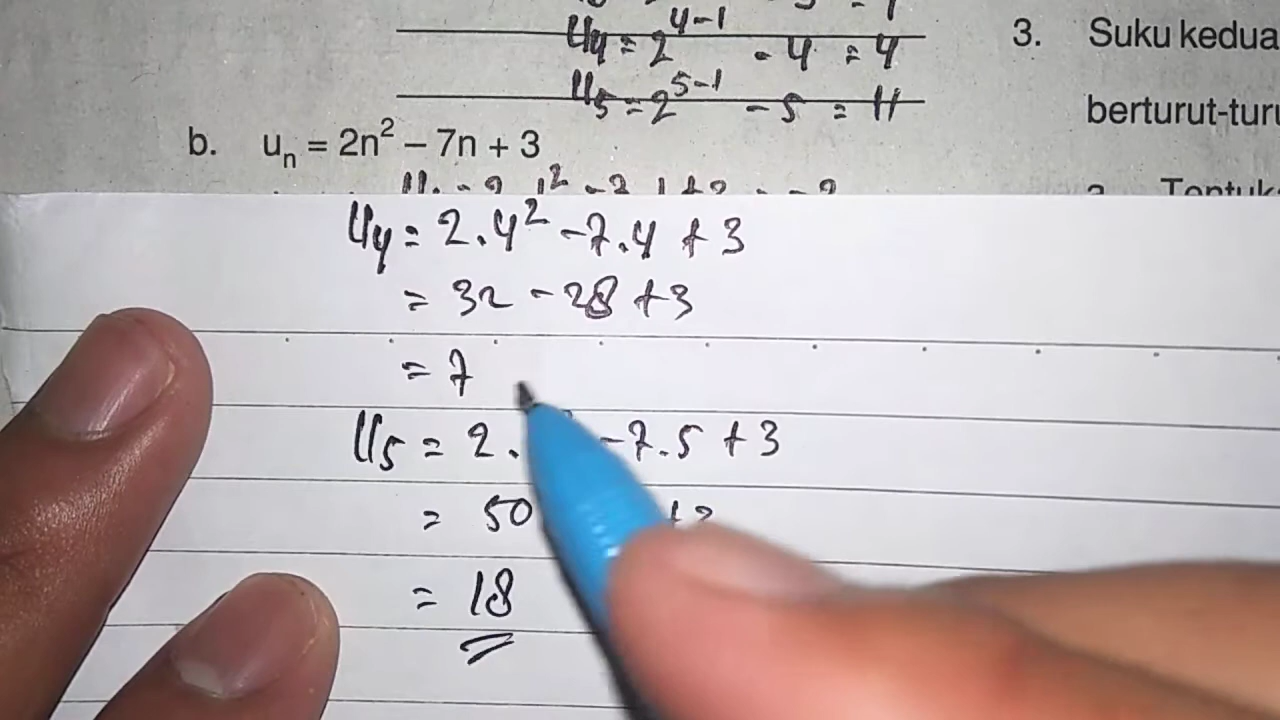 U4 = 2^4-1 - 4 = 4
U5 = 2^5-1 - 5 = 11
3. Suku kedua
berturut-turu
b. un = 2n² – 7n + 3
a. Tentuk
U4 = 2.4² - 7.4 + 3
= 32 - 28 + 3
= 7
U5 = 2. - 7.5 + 3
= 50 +3
= 18